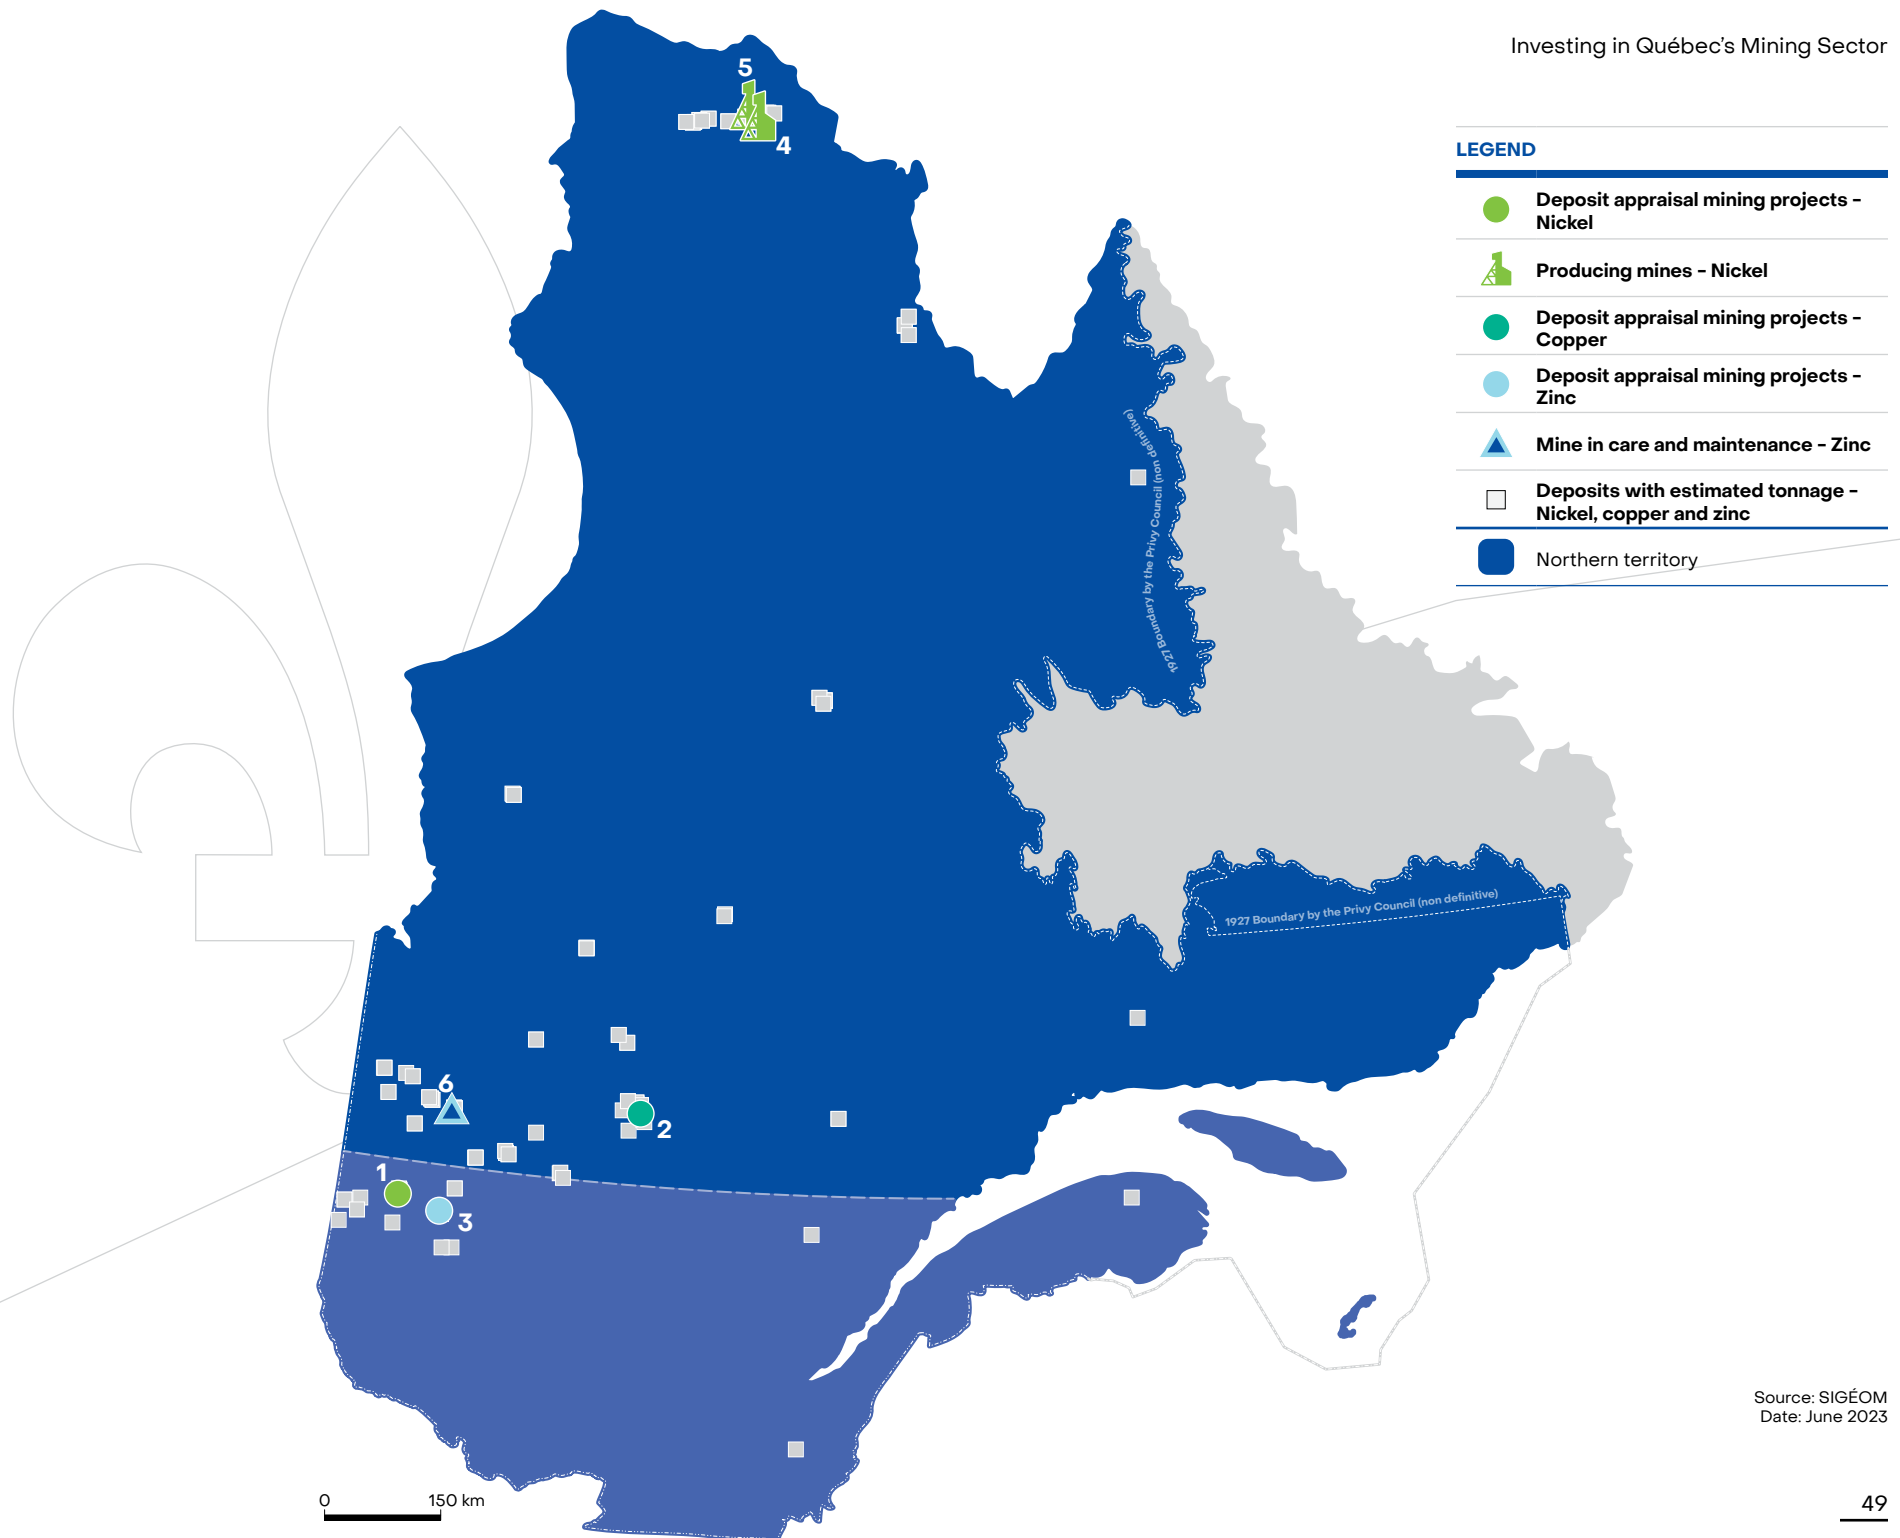 Investing in Québec's Mining Sector
LEGEND
Deposit appraisal mining projects –
Nickel
Producing mines – Nickel
Deposit appraisal mining projects –
Copper
Deposit appraisal mining projects –
Zinc
Mine in care and maintenance – Zinc
Deposits with estimated tonnage –
Nickel, copper and zinc
Northern territory
5
4
1927 Boundary by the Privy Council (non definitive)
1927 Boundary by the Privy Council (non definitive)
6
2
1
3
0 150 km
Source: SIGÉOM
Date: June 2023
49